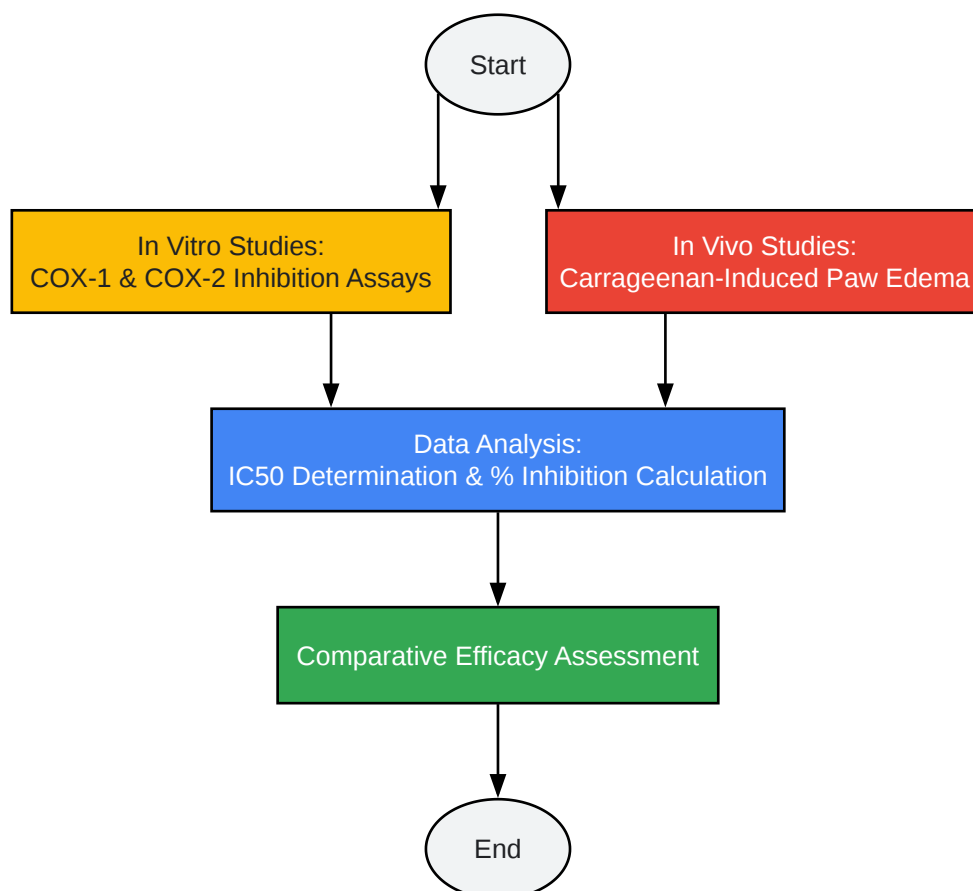 Start
In Vitro Studies:
COX-1 & COX-2 Inhibition Assays
In Vivo Studies:
Carrageenan-Induced Paw Edema
Data Analysis:
IC50 Determination & % Inhibition Calculation
Comparative Efficacy Assessment
End